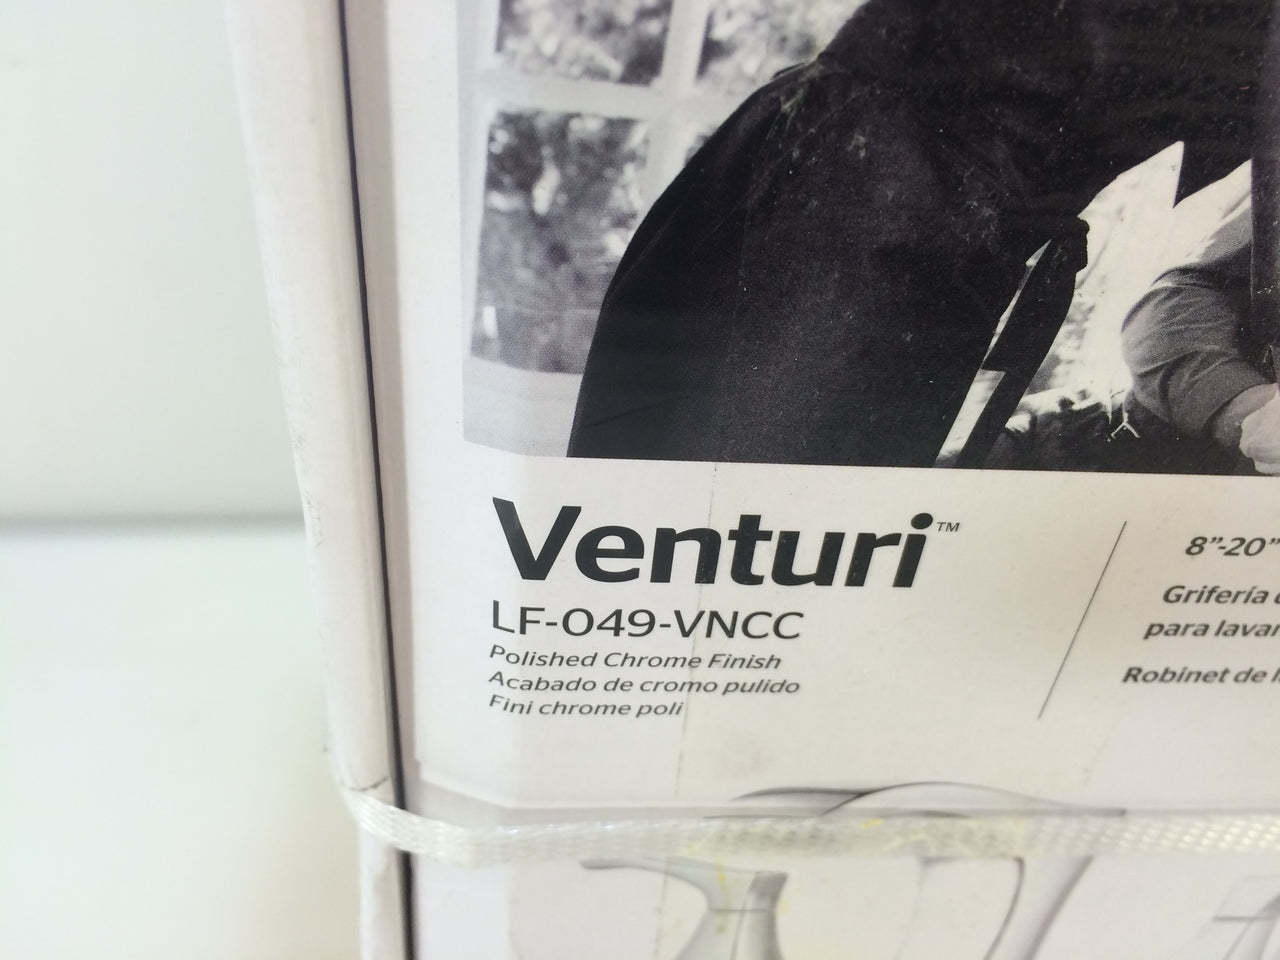 Venturi™
LF-049-VNCC
Polished Chrome Finish
Acabado de cromo pulido
Fini chrome poli
8"-20"
Grifería
para
Robinet de